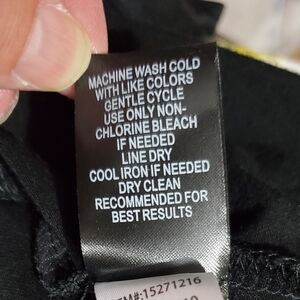 MACHINE WASH COLD
WITH LIKE COLORS
GENTLE CYCLE
USE ONLY NON-
CHLORINE BLEACH
IF NEEDED
LINE DRY
COOL IRON IF NEEDED
DRY CLEAN
RECOMMENDED FOR
BEST RESULTS
#:15271216